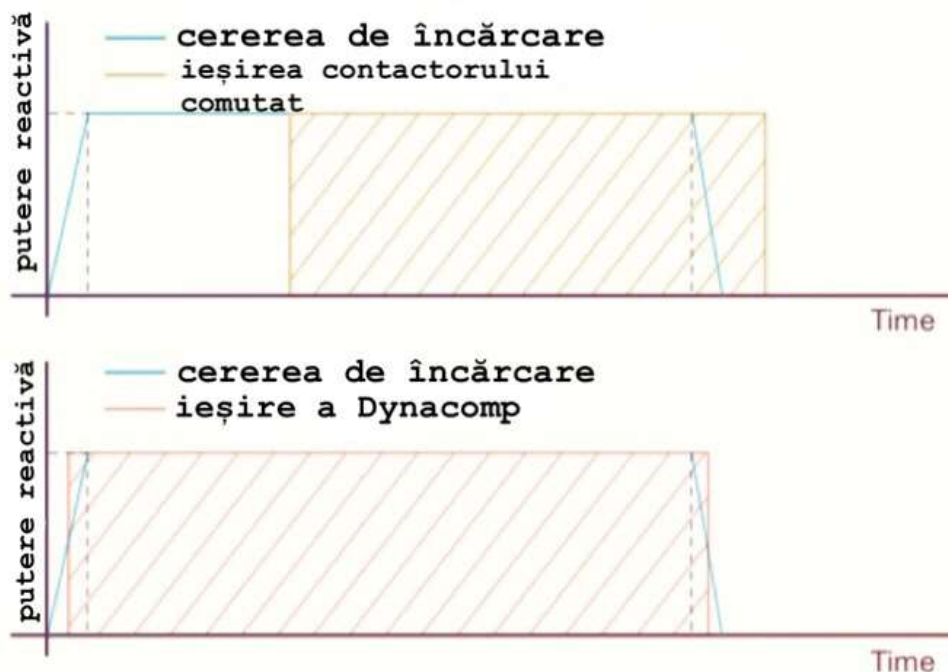 putere reactivă
cererea de încărcare
ieșirea contactorului
comutat
Time
putere reactivă
cererea de încărcare
ieșire a Dynacomp
Time